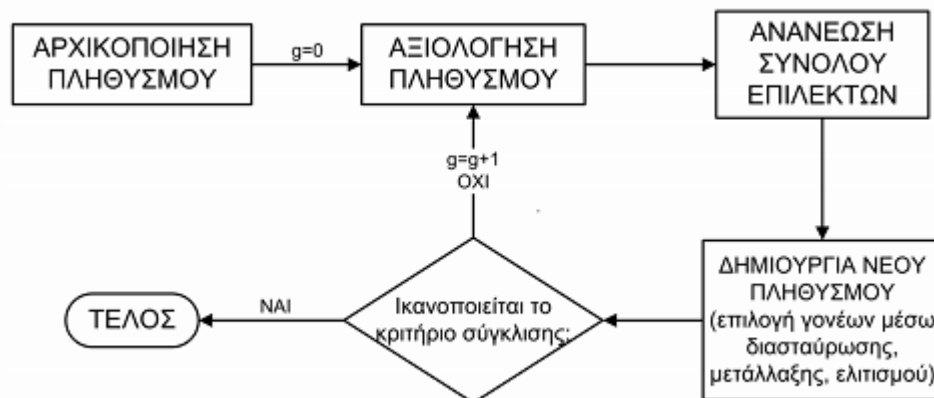 ΑΡΧΙΚΟΠΟΙΗΣΗ
ΠΛΗΘΥΣΜΟΥ
g=0
ΑΞΙΟΛΟΓΗΣΗ
ΠΛΗΘΥΣΜΟΥ
ΑΝΑΝΕΩΣΗ
ΣΥΝΟΛΟΥ
ΕΠΙΛΕΚΤΩΝ
g=g+1
ΟΧΙ
ΔΗΜΙΟΥΡΓΙΑ ΝΕΟΥ
ΠΛΗΘΥΣΜΟΥ
(επιλογή γονέων μέσω
διασταύρωσης,
μετάλλαξης, ελιτισμού)
Ικανοποιείται το
κριτήριο σύγκλισης;
ΝΑΙ
ΤΕΛΟΣ